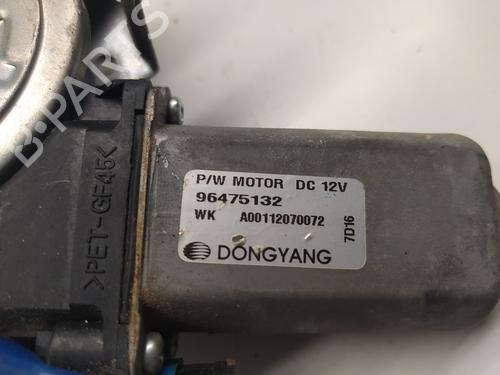 B-PARTS
P/W MOTOR DC 12V
96475132
WK A00112070072
7D16
DONGYANG
>PET-GF45<